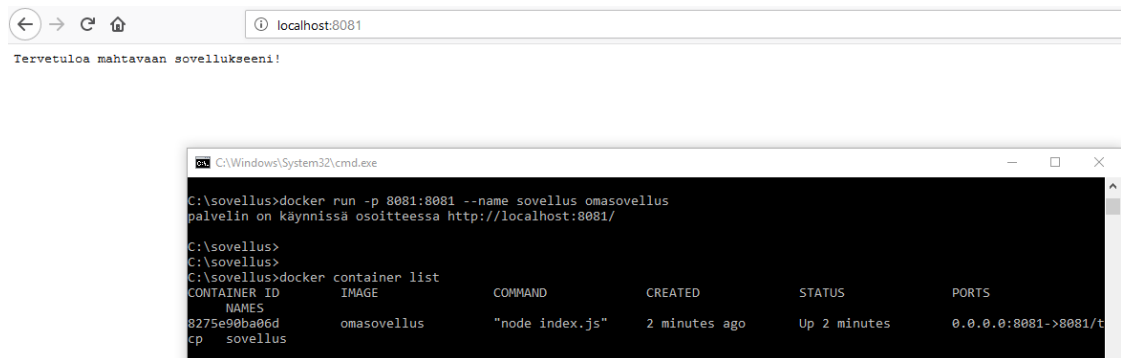 localhost:8081
Tervetuloa mahtavaan sovellukseeni!
C:\Windows\System32\cmd.exe
C:\sovellus>docker run -p 8081:8081 --name sovellus omasovellus
palvelin on käynnissä osoitteessa http://localhost:8081/
C:\sovellus>
C:\sovellus>
C:\sovellus>docker container list
CONTAINER ID IMAGE COMMAND CREATED STATUS PORTS
NAMES
8275e90ba06d omasovellus "node index.js" 2 minutes ago Up 2 minutes 0.0.0.0:8081->8081/t
cp sovellus